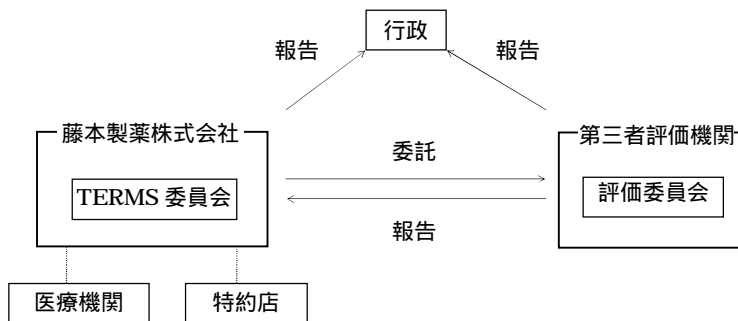 行政
報告
報告
藤本製薬株式会社
第三者評価機関
委託
TERMS 委員会
評価委員会
報告
医療機関
特約店